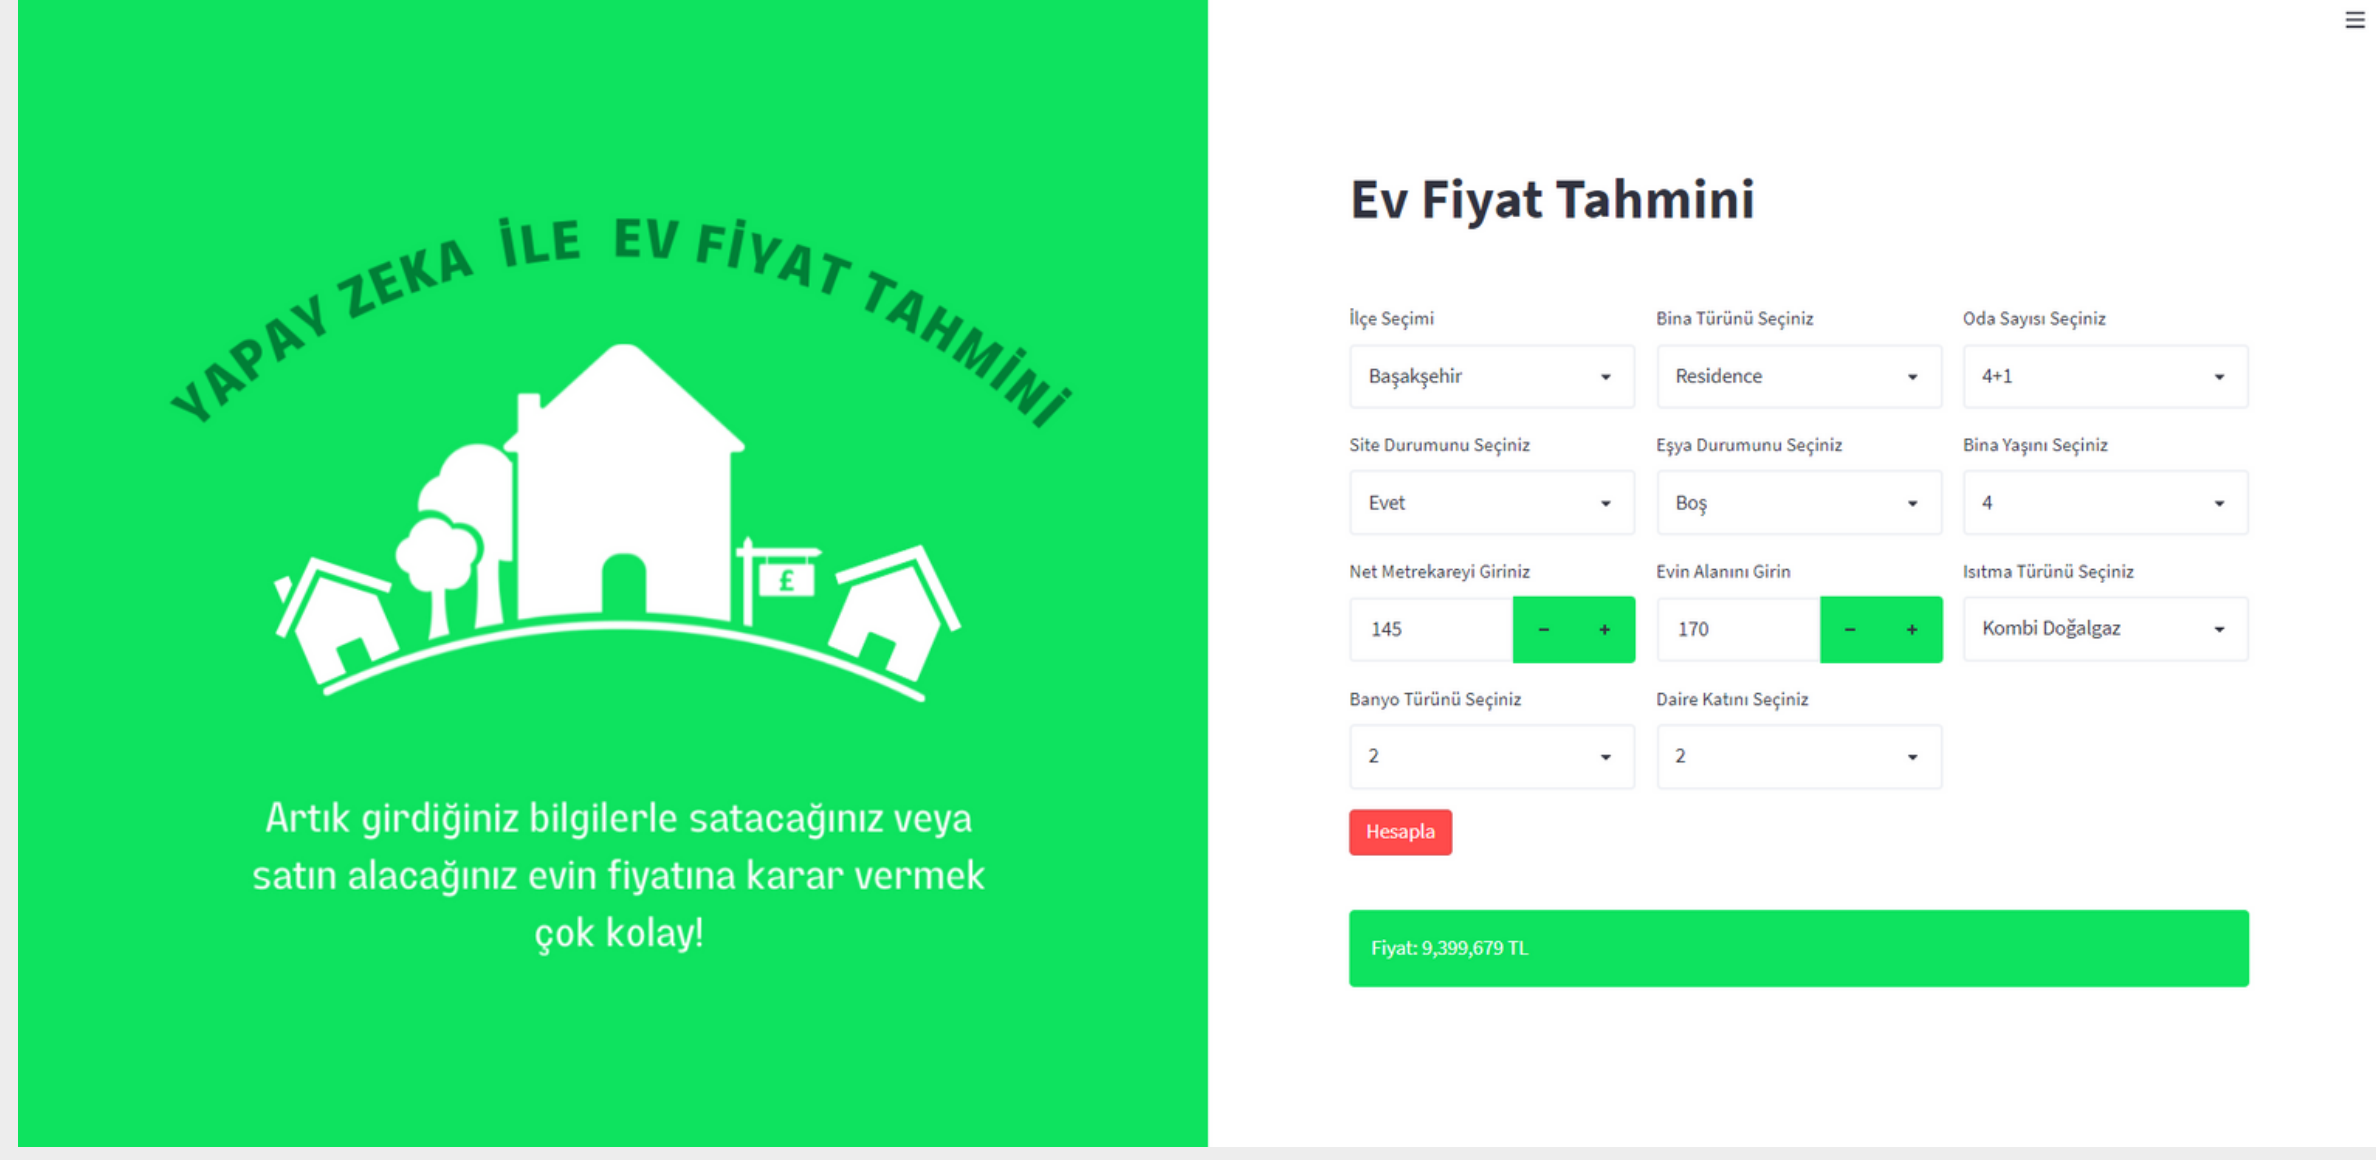 YAPAY ZEKA İLE EV FİYAT TAHMİNİ
£
Artık girdiğiniz bilgilerle satacağınız veya
satın alacağınız evin fiyatına karar vermek
çok kolay!
Ev Fiyat Tahmini
İlçe Seçimi
Başakşehir
Bina Türünü Seçiniz
Residence
Oda Sayısı Seçiniz
4+1
Site Durumunu Seçiniz
Evet
Eşya Durumunu Seçiniz
Boş
Bina Yaşını Seçiniz
4
Net Metrekareyi Giriniz
145
− +
Evin Alanını Girin
170
− +
Isıtma Türünü Seçiniz
Kombi Doğalgaz
Banyo Türünü Seçiniz
2
Daire Katını Seçiniz
2
Hesapla
Fiyat: 9,399,679 TL